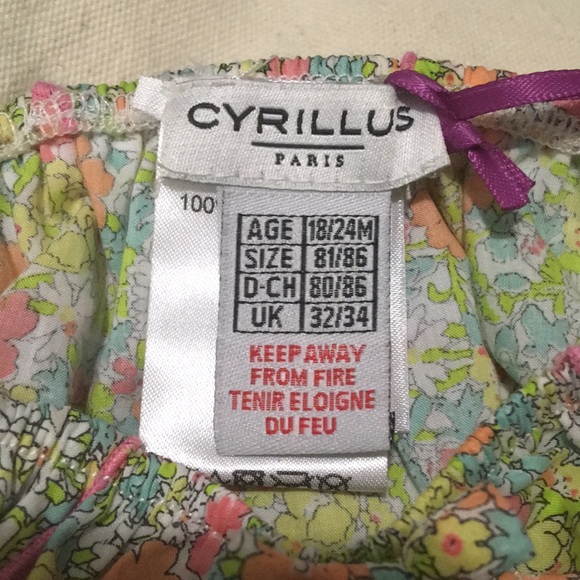 CYRILLUS
PARIS
100
AGE 18/24M
SIZE 81/86
D-CH 80/86
UK 32/34
KEEP AWAY
FROM FIRE
TENIR ELOIGNE
DU FEU